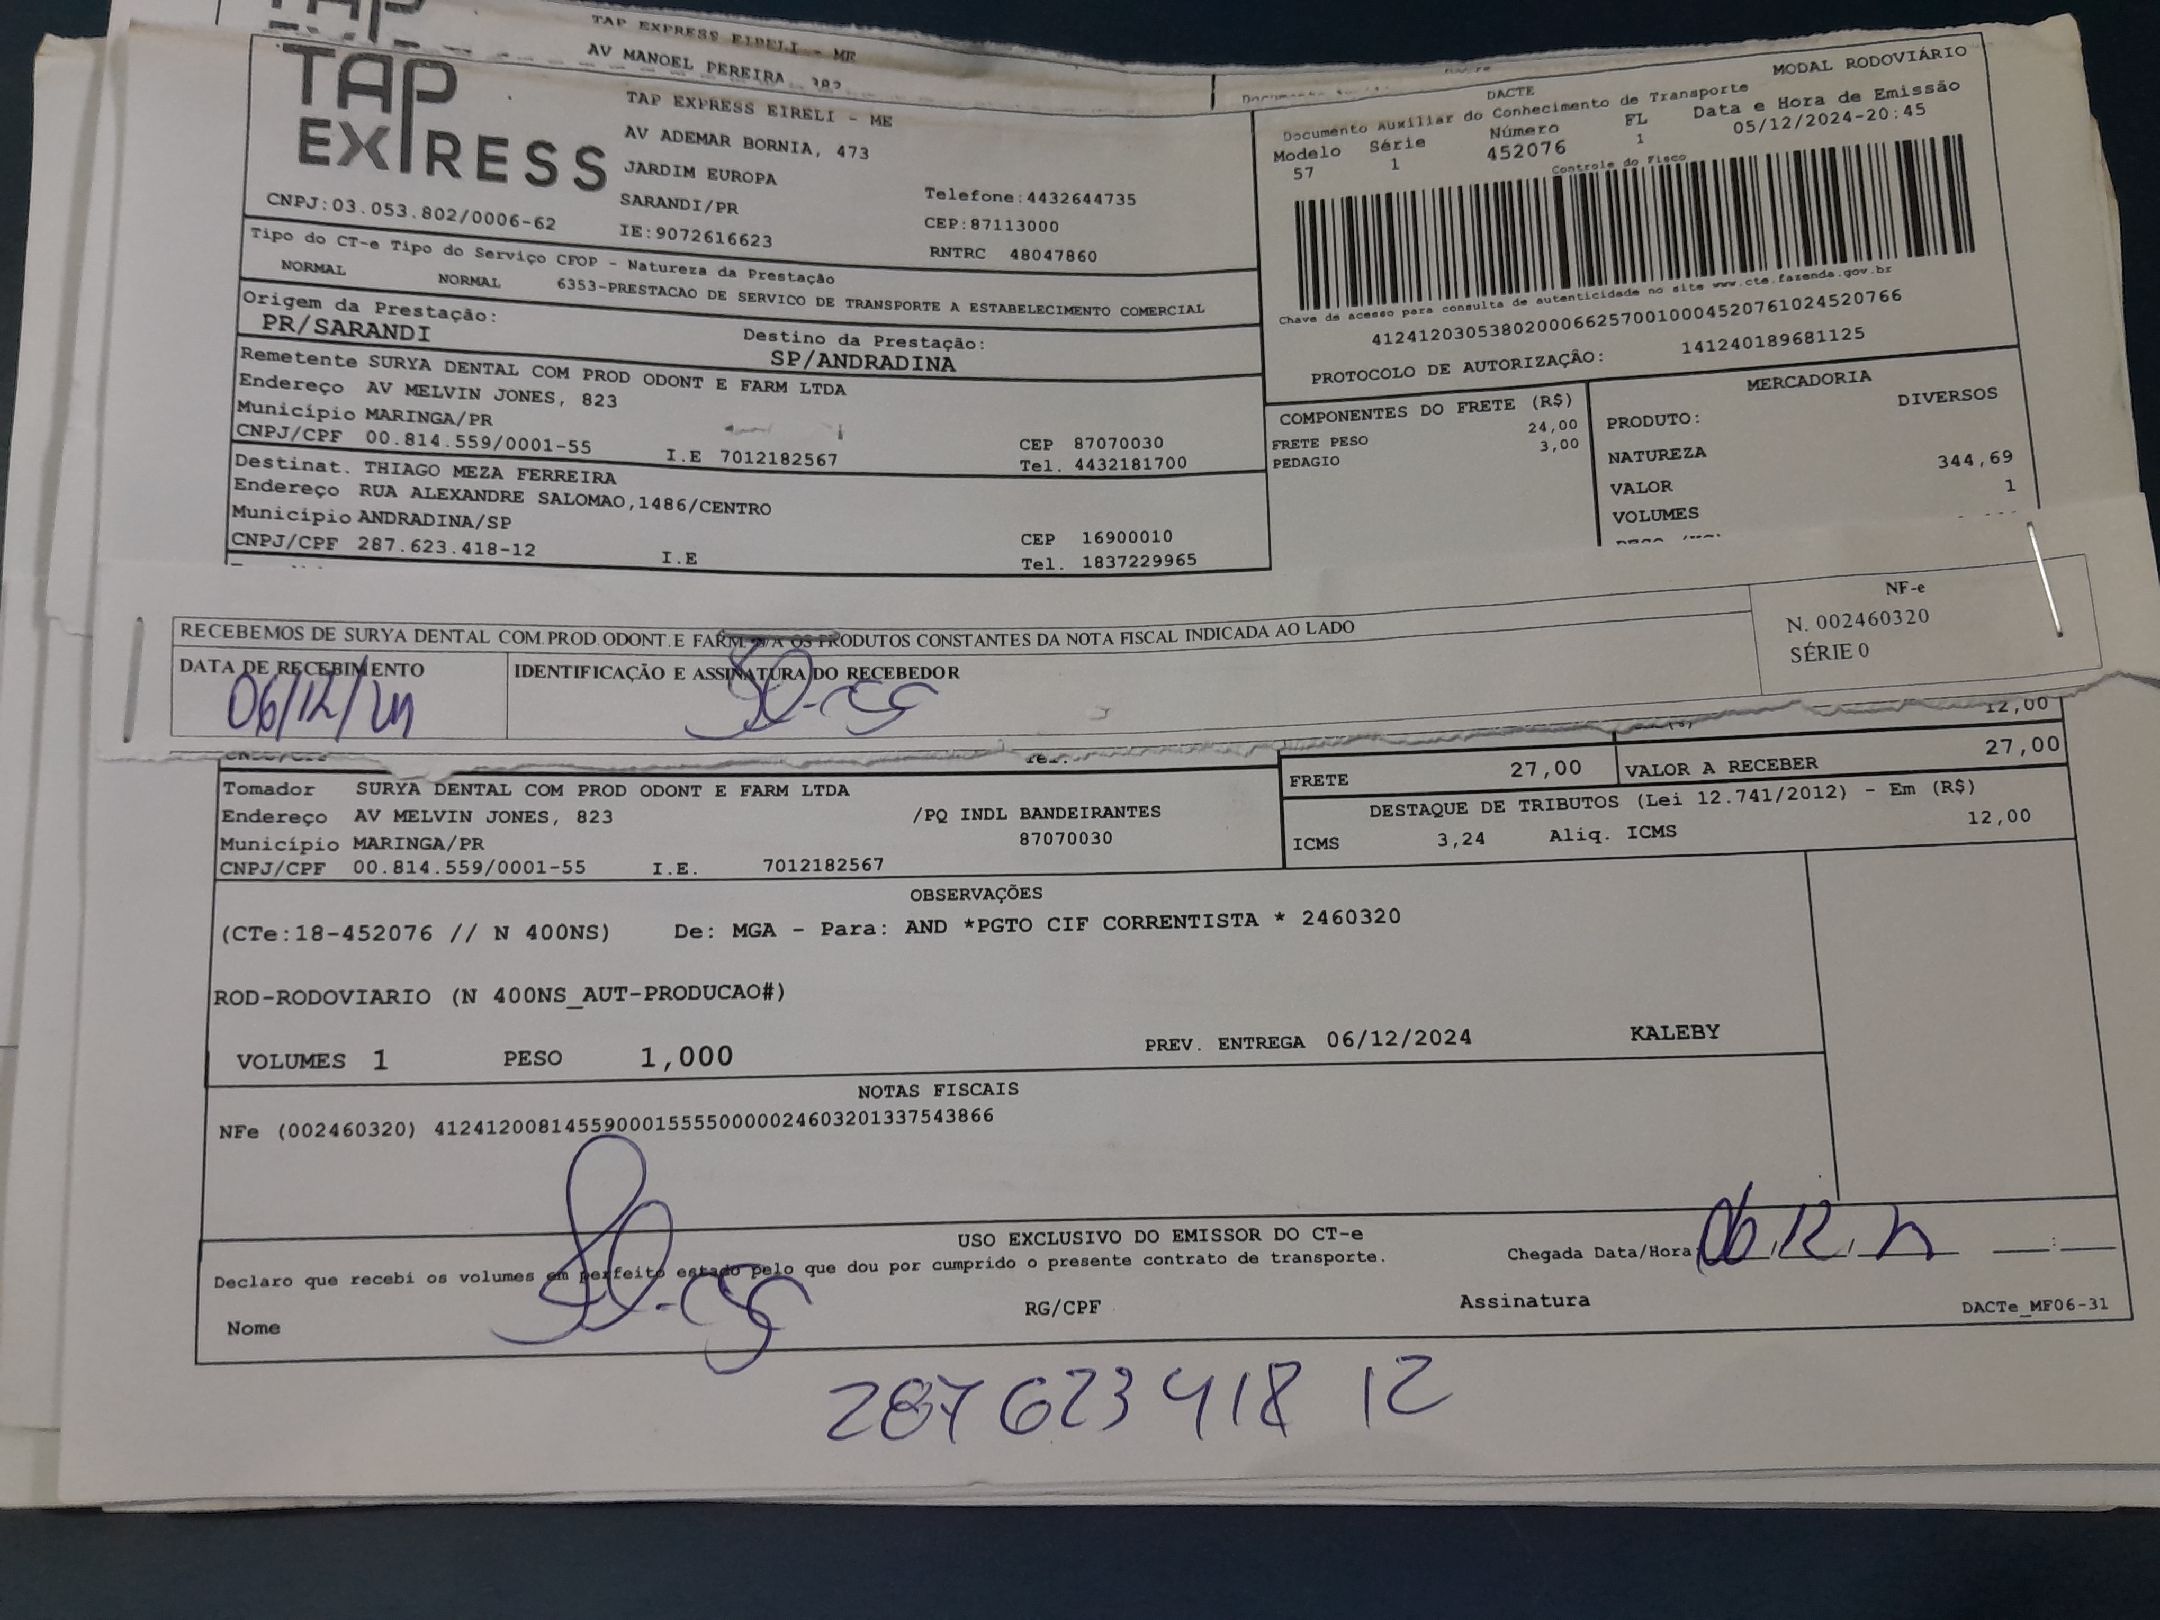 TAP EXPRESS EIRELI - ME
AV MANOEL PEREIRA
TAP EXPRESS
TAP EXPRESS EIRELI - ME
AV ADEMAR BORNIA, 473
JARDIM EUROPA
SARANDI/PR
IE:9072616623
Telefone:4432644735
CEP:87113000
RNTRC 48047860
CNPJ:03.053.802/0006-62
DACTE MODAL RODOVIÁRIO
Documento Auxiliar do Conhecimento de Transporte
Modelo Série Número FL Data e Hora de Emissão
57 1 452076 1 05/12/2024-20:45
Controle do Fisco
Chave de acesso para consulta de autenticidade no site www.cte.fazenda.gov.br
41241203053802000662570010004520761024520766
PROTOCOLO DE AUTORIZAÇÃO: 141240189681125
Tipo do CT-e Tipo do Serviço CFOP - Natureza da Prestação
NORMAL NORMAL 6353-PRESTACAO DE SERVICO DE TRANSPORTE A ESTABELECIMENTO COMERCIAL
Origem da Prestação: Destino da Prestação:
PR/SARANDI SP/ANDRADINA
Remetente SURYA DENTAL COM PROD ODONT E FARM LTDA
Endereço AV MELVIN JONES, 823
Município MARINGA/PR CEP 87070030
CNPJ/CPF 00.814.559/0001-55 I.E 7012182567 Tel. 4432181700
Destinat. THIAGO MEZA FERREIRA
Endereço RUA ALEXANDRE SALOMAO,1486/CENTRO
Município ANDRADINA/SP CEP 16900010
CNPJ/CPF 287.623.418-12 I.E Tel. 1837229965
COMPONENTES DO FRETE (R$)
FRETE PESO 24,00
PEDAGIO 3,00
MERCADORIA
PRODUTO: DIVERSOS
NATUREZA
VALOR 344,69
VOLUMES 1
RECEBEMOS DE SURYA DENTAL COM.PROD.ODONT.E FARM OS PRODUTOS CONSTANTES DA NOTA FISCAL INDICADA AO LADO
DATA DE RECEBIMENTO
06/12/24
IDENTIFICAÇÃO E ASSINATURA DO RECEBEDOR
NF-e
N. 002460320
SÉRIE 0
12,00
FRETE 27,00 VALOR A RECEBER 27,00
DESTAQUE DE TRIBUTOS (Lei 12.741/2012) - Em (R$)
ICMS 3,24 Aliq. ICMS 12,00
Tomador SURYA DENTAL COM PROD ODONT E FARM LTDA
Endereço AV MELVIN JONES, 823 /PQ INDL BANDEIRANTES
Município MARINGA/PR 87070030
CNPJ/CPF 00.814.559/0001-55 I.E. 7012182567
OBSERVAÇÕES
(CTe:18-452076 // N 400NS) De: MGA - Para: AND *PGTO CIF CORRENTISTA * 2460320
ROD-RODOVIARIO (N 400NS_AUT-PRODUCAO#)
VOLUMES 1 PESO 1,000 PREV. ENTREGA 06/12/2024 KALEBY
NOTAS FISCAIS
NFe (002460320) 41241200814559000155550000024603201337543866
USO EXCLUSIVO DO EMISSOR DO CT-e
Declaro que recebi os volumes em perfeito estado pelo que dou por cumprido o presente contrato de transporte.
Chegada Data/Hora: 06.12.24
Nome RG/CPF Assinatura DACTe_MF06-31
287 623 418 12